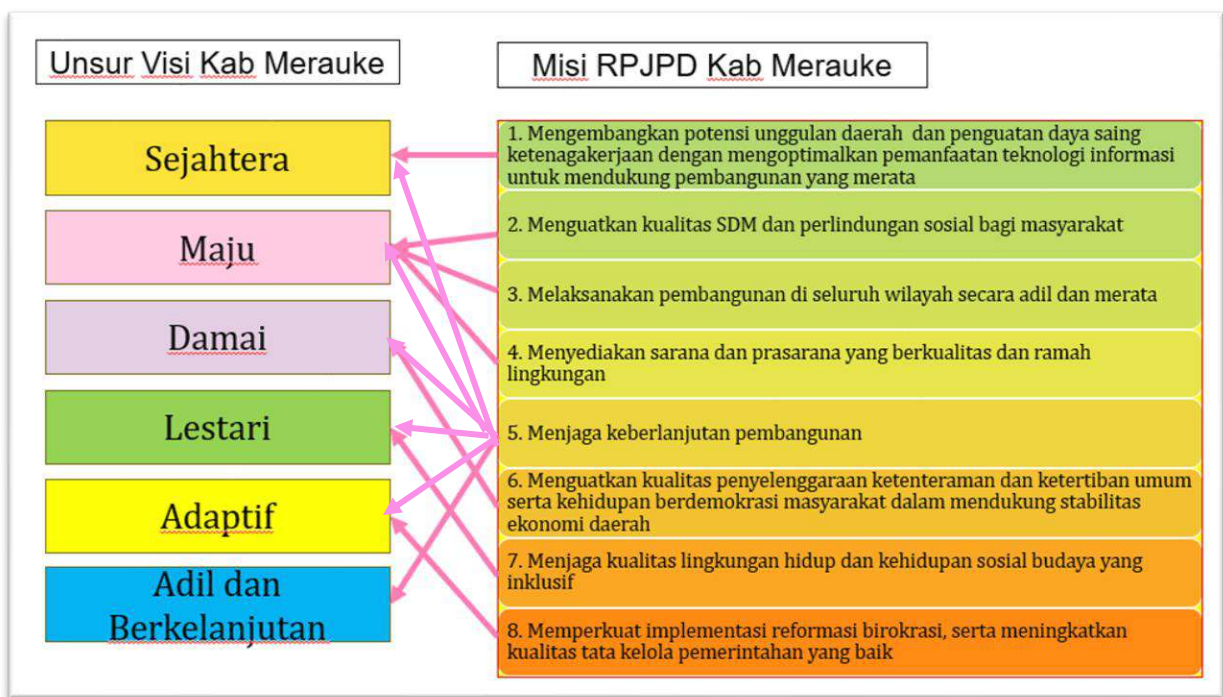 Unsur Visi Kab Merauke
Sejahtera
Maju
Damai
Lestari
Adaptif
Adil dan
Berkelanjutan
Misi RPJPD Kab Merauke
1. Mengembangkan potensi unggulan daerah dan penguatan daya saing
ketenagakerjaan dengan mengoptimalkan pemanfaatan teknologi informasi
untuk mendukung pembangunan yang merata
2. Menguatkan kualitas SDM dan perlindungan sosial bagi masyarakat
3. Melaksanakan pembangunan di seluruh wilayah secara adil dan merata
4. Menyediakan sarana dan prasarana yang berkualitas dan ramah
lingkungan
5. Menjaga keberlanjutan pembangunan
6. Menguatkan kualitas penyelenggaraan ketenteraman dan ketertiban umum
serta kehidupan berdemokrasi masyarakat dalam mendukung stabilitas
ekonomi daerah
7. Menjaga kualitas lingkungan hidup dan kehidupan sosial budaya yang
inklusif
8. Memperkuat implementasi reformasi birokrasi, serta meningkatkan
kualitas tata kelola pemerintahan yang baik